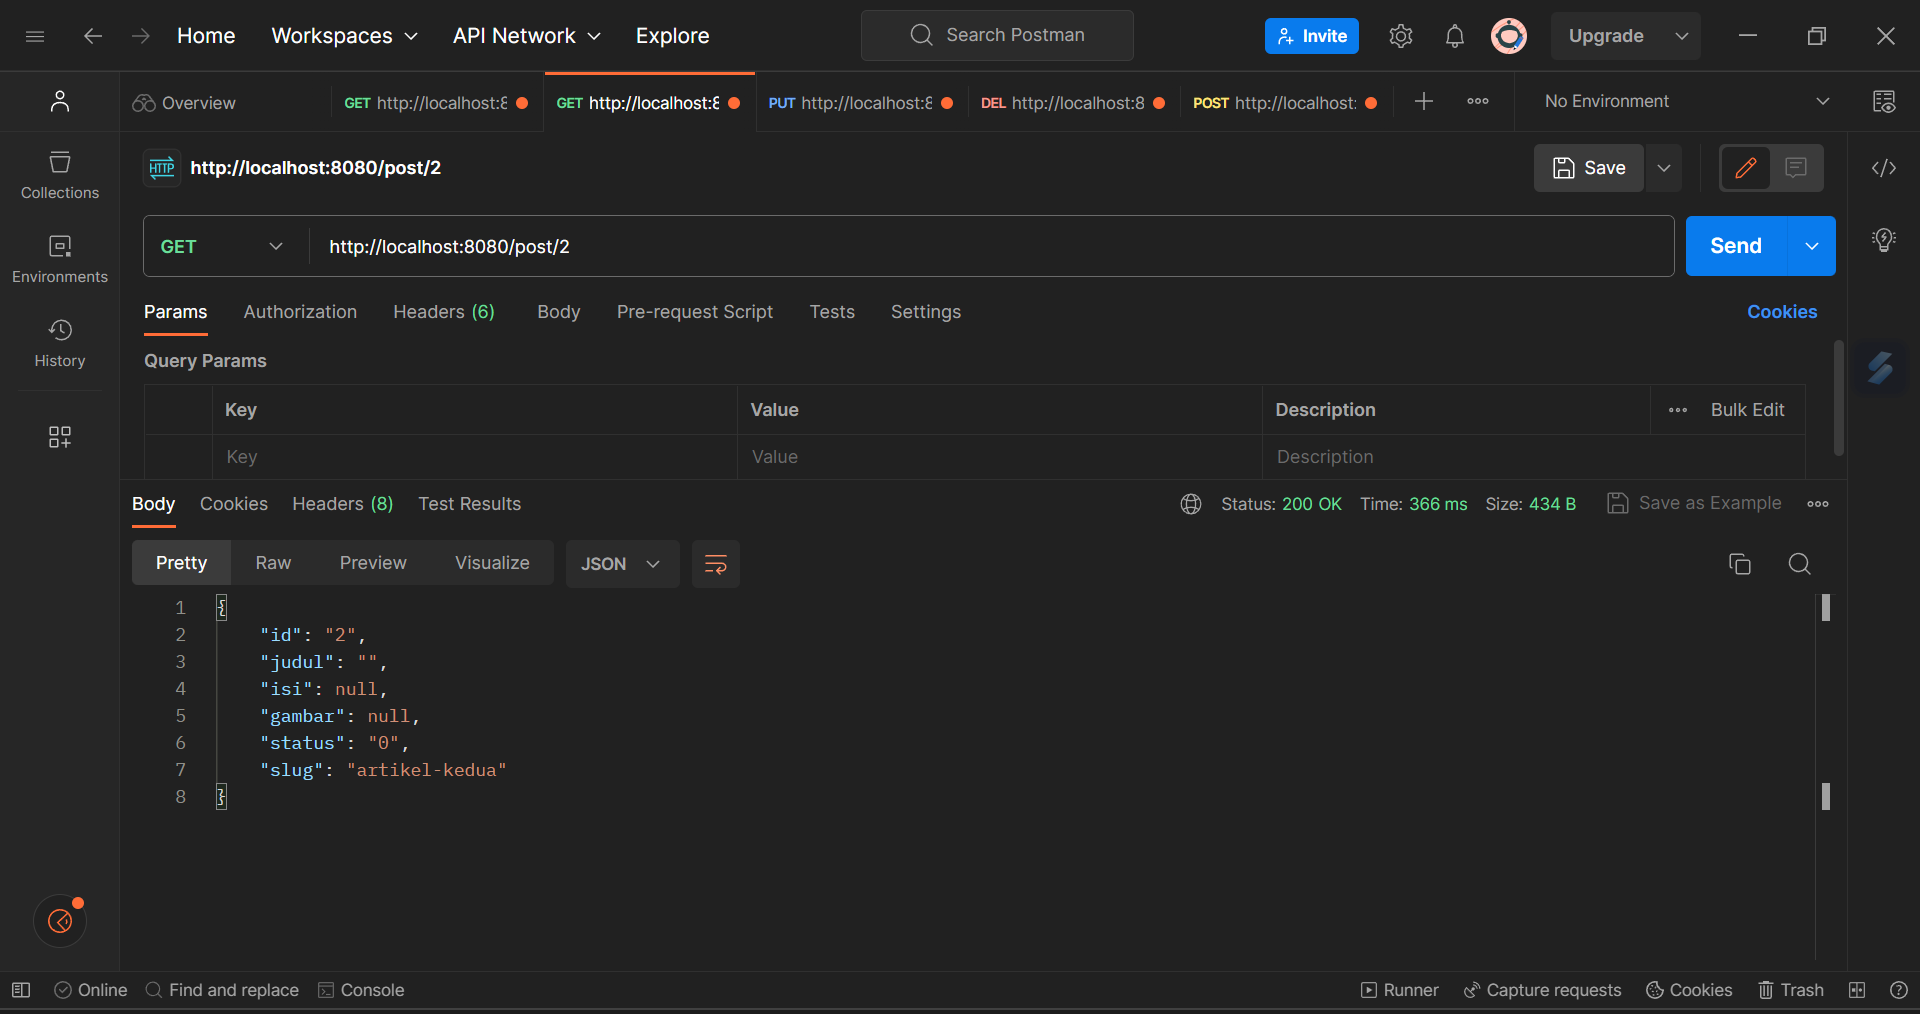 Home Workspaces API Network Explore Search Postman Invite Upgrade
Overview GET http://localhost:8 GET http://localhost:8 PUT http://localhost:8 DEL http://localhost:8 POST http://localhost: No Environment
HTTP http://localhost:8080/post/2 Save
GET http://localhost:8080/post/2 Send
Collections
Environments
History
Params Authorization Headers (6) Body Pre-request Script Tests Settings Cookies
Query Params
Key Value Description Bulk Edit
Key Value Description
Body Cookies Headers (8) Test Results Status: 200 OK Time: 366 ms Size: 434 B Save as Example
Pretty Raw Preview Visualize JSON
1 {
2 "id": "2",
3 "judul": "",
4 "isi": null,
5 "gambar": null,
6 "status": "0",
7 "slug": "artikel-kedua"
8 }
Online Find and replace Console Runner Capture requests Cookies Trash